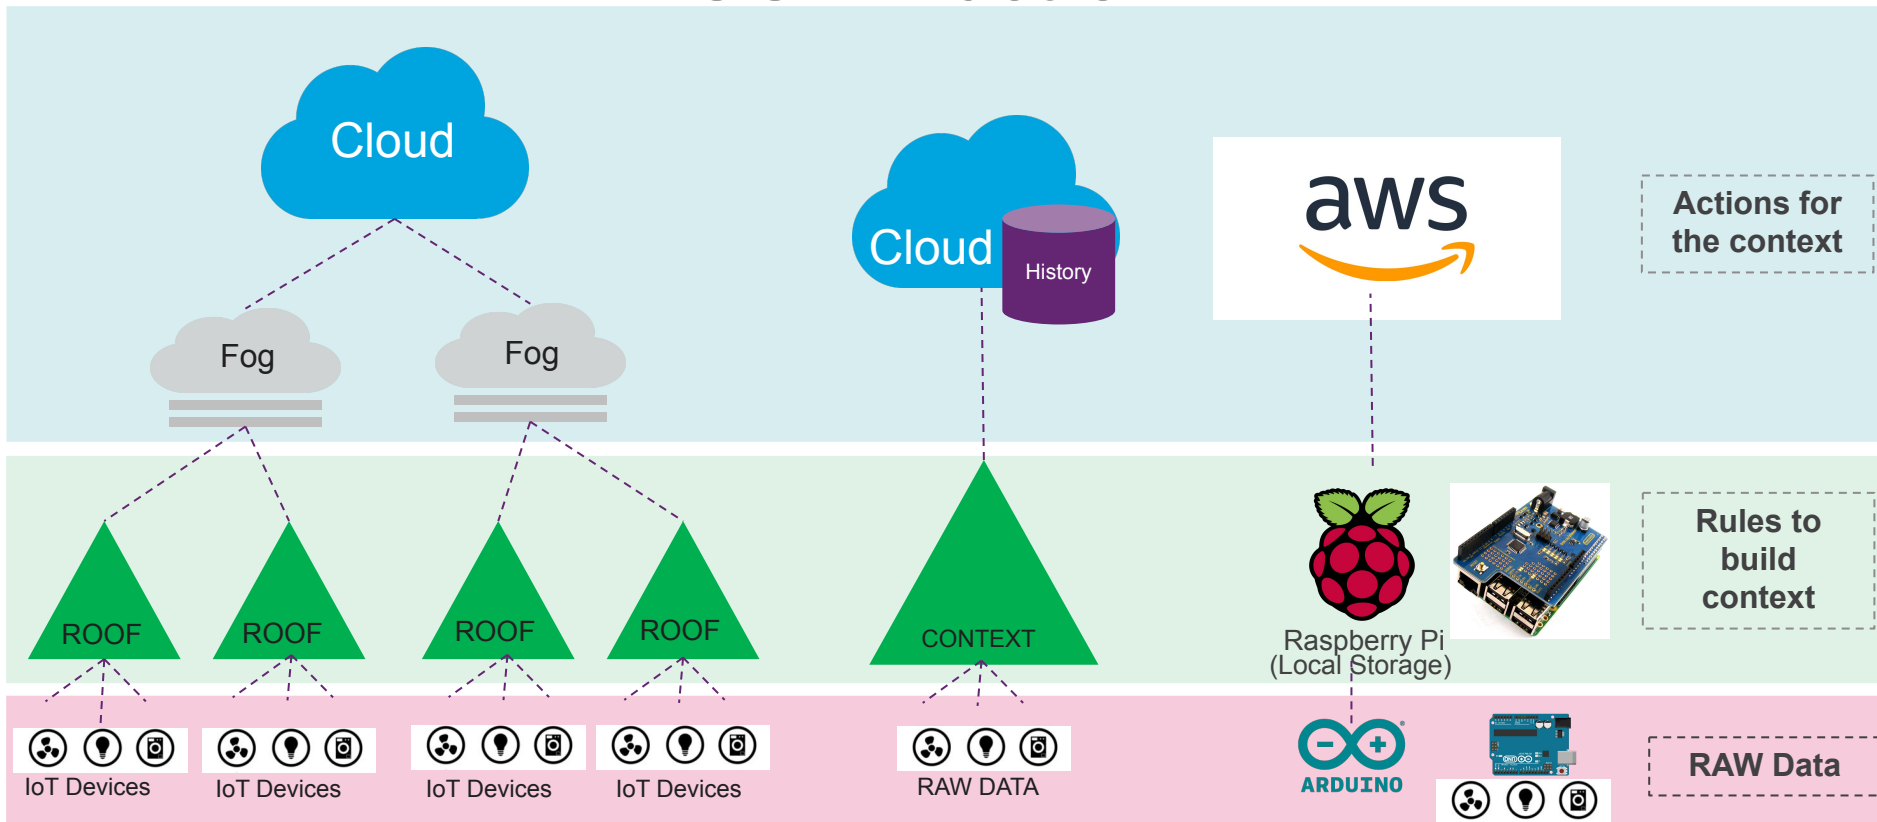 Cloud
Cloud
History
aws
Actions for
the context
Fog
Fog
ROOF
ROOF
ROOF
ROOF
CONTEXT
Raspberry Pi
(Local Storage)
Rules to
build
context
IoT Devices
IoT Devices
IoT Devices
IoT Devices
RAW DATA
ARDUINO
RAW Data